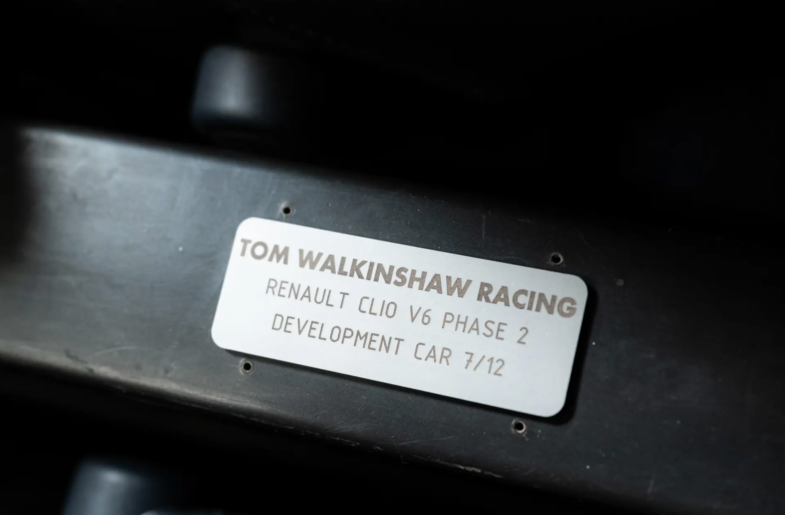 TOM WALKINSHAW RACING
RENAULT CLIO V6 PHASE 2
DEVELOPMENT CAR 7/12